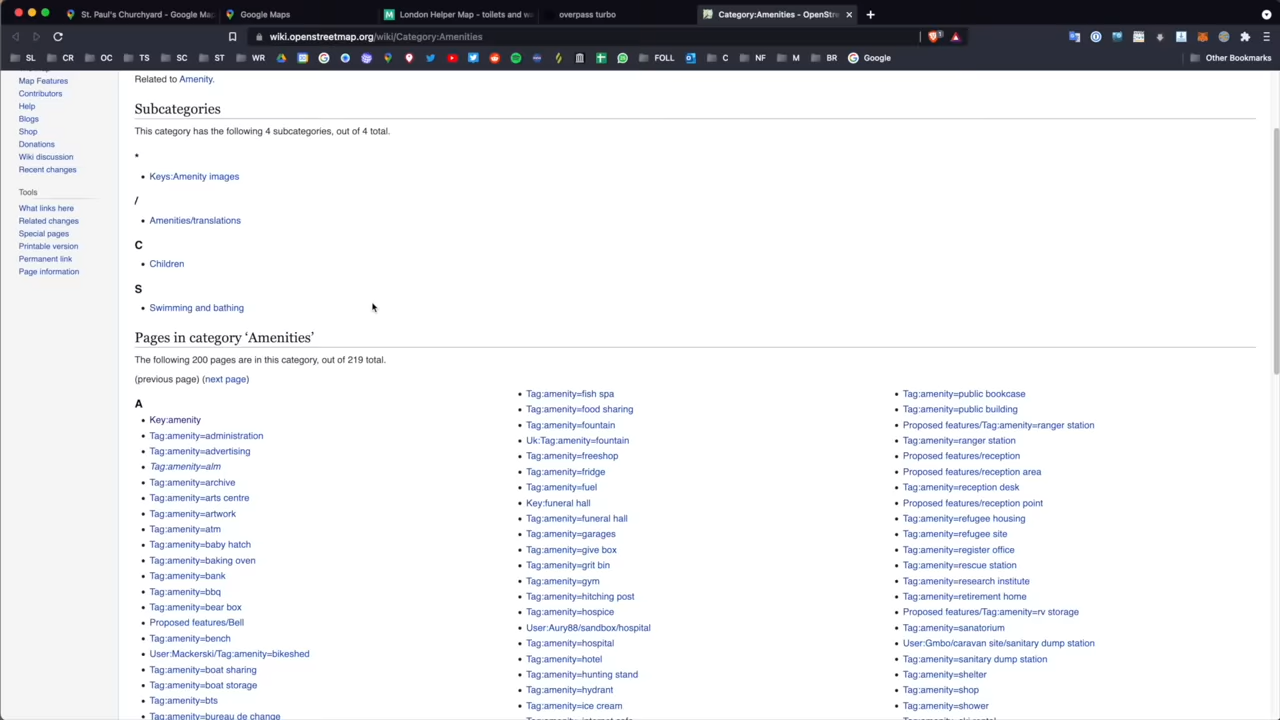 St. Paul's Churchyard - Google M
Google Maps
London Helper Map - toilets and w
overpass turbo
Category:Amenities - OpenStre
wiki.openstreetmap.org/wiki/Category:Amenities
SL
CR
OC
TS
SC
ST
WR
FOLL
C
NF
M
BR
Google
Other Bookmarks
Map Features
Contributors
Help
Blogs
Shop
Donations
Wiki discussion
Recent changes
Tools
What links here
Related changes
Special pages
Printable version
Permanent link
Page information
Related to Amenity.
Subcategories
This category has the following 4 subcategories, out of 4 total.
*
Keys:Amenity images
/
Amenities/translations
C
Children
S
Swimming and bathing
Pages in category ‘Amenities’
The following 200 pages are in this category, out of 219 total.
(previous page) (next page)
A
Key:amenity
Tag:amenity=administration
Tag:amenity=advertising
Tag:amenity=alm
Tag:amenity=archive
Tag:amenity=arts centre
Tag:amenity=artwork
Tag:amenity=atm
Tag:amenity=baby hatch
Tag:amenity=baking oven
Tag:amenity=bank
Tag:amenity=bbq
Tag:amenity=bear box
Proposed features/Bell
Tag:amenity=bench
User:Mackerski/Tag:amenity=bikeshed
Tag:amenity=boat sharing
Tag:amenity=boat storage
Tag:amenity=bts
Tag:amenity=bureau de change
Tag:amenity=fish spa
Tag:amenity=food sharing
Tag:amenity=fountain
Uk:Tag:amenity=fountain
Tag:amenity=freeshop
Tag:amenity=fridge
Tag:amenity=fuel
Key:funeral hall
Tag:amenity=funeral hall
Tag:amenity=garages
Tag:amenity=give box
Tag:amenity=grit bin
Tag:amenity=gym
Tag:amenity=hitching post
Tag:amenity=hospice
User:Aury88/sandbox/hospital
Tag:amenity=hospital
Tag:amenity=hotel
Tag:amenity=hunting stand
Tag:amenity=hydrant
Tag:amenity=ice cream
Tag:amenity=public bookcase
Tag:amenity=public building
Proposed features/Tag:amenity=ranger station
Tag:amenity=ranger station
Proposed features/reception
Proposed features/reception area
Tag:amenity=reception desk
Proposed features/reception point
Tag:amenity=refugee housing
Tag:amenity=refugee site
Tag:amenity=register office
Tag:amenity=rescue station
Tag:amenity=research institute
Tag:amenity=retirement home
Proposed features/Tag:amenity=rv storage
Tag:amenity=sanatorium
User:Gmbo/caravan site/sanitary dump station
Tag:amenity=sanitary dump station
Tag:amenity=shelter
Tag:amenity=shop
Tag:amenity=shower